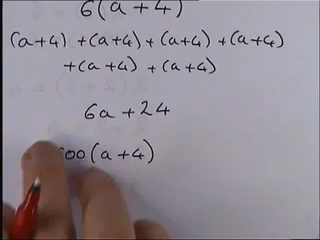 6(a+4)
(a+4) +(a+4) + (a+4) + (a+4)
+(a+4) + (a+4)
6a + 24
00(a+4)